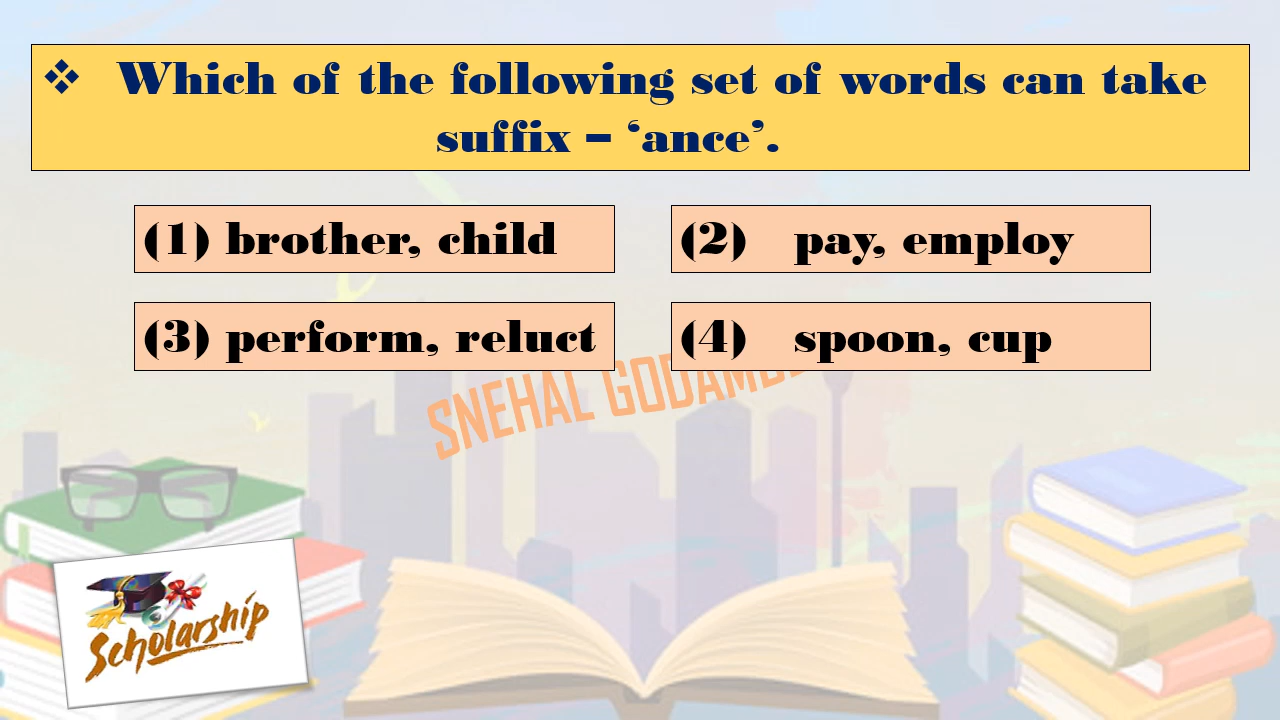 ❖ Which of the following set of words can take
suffix – ‘ance’.
(1) brother, child
(2) pay, employ
(3) perform, reluct
(4) spoon, cup
SNEHAL
Scholarship